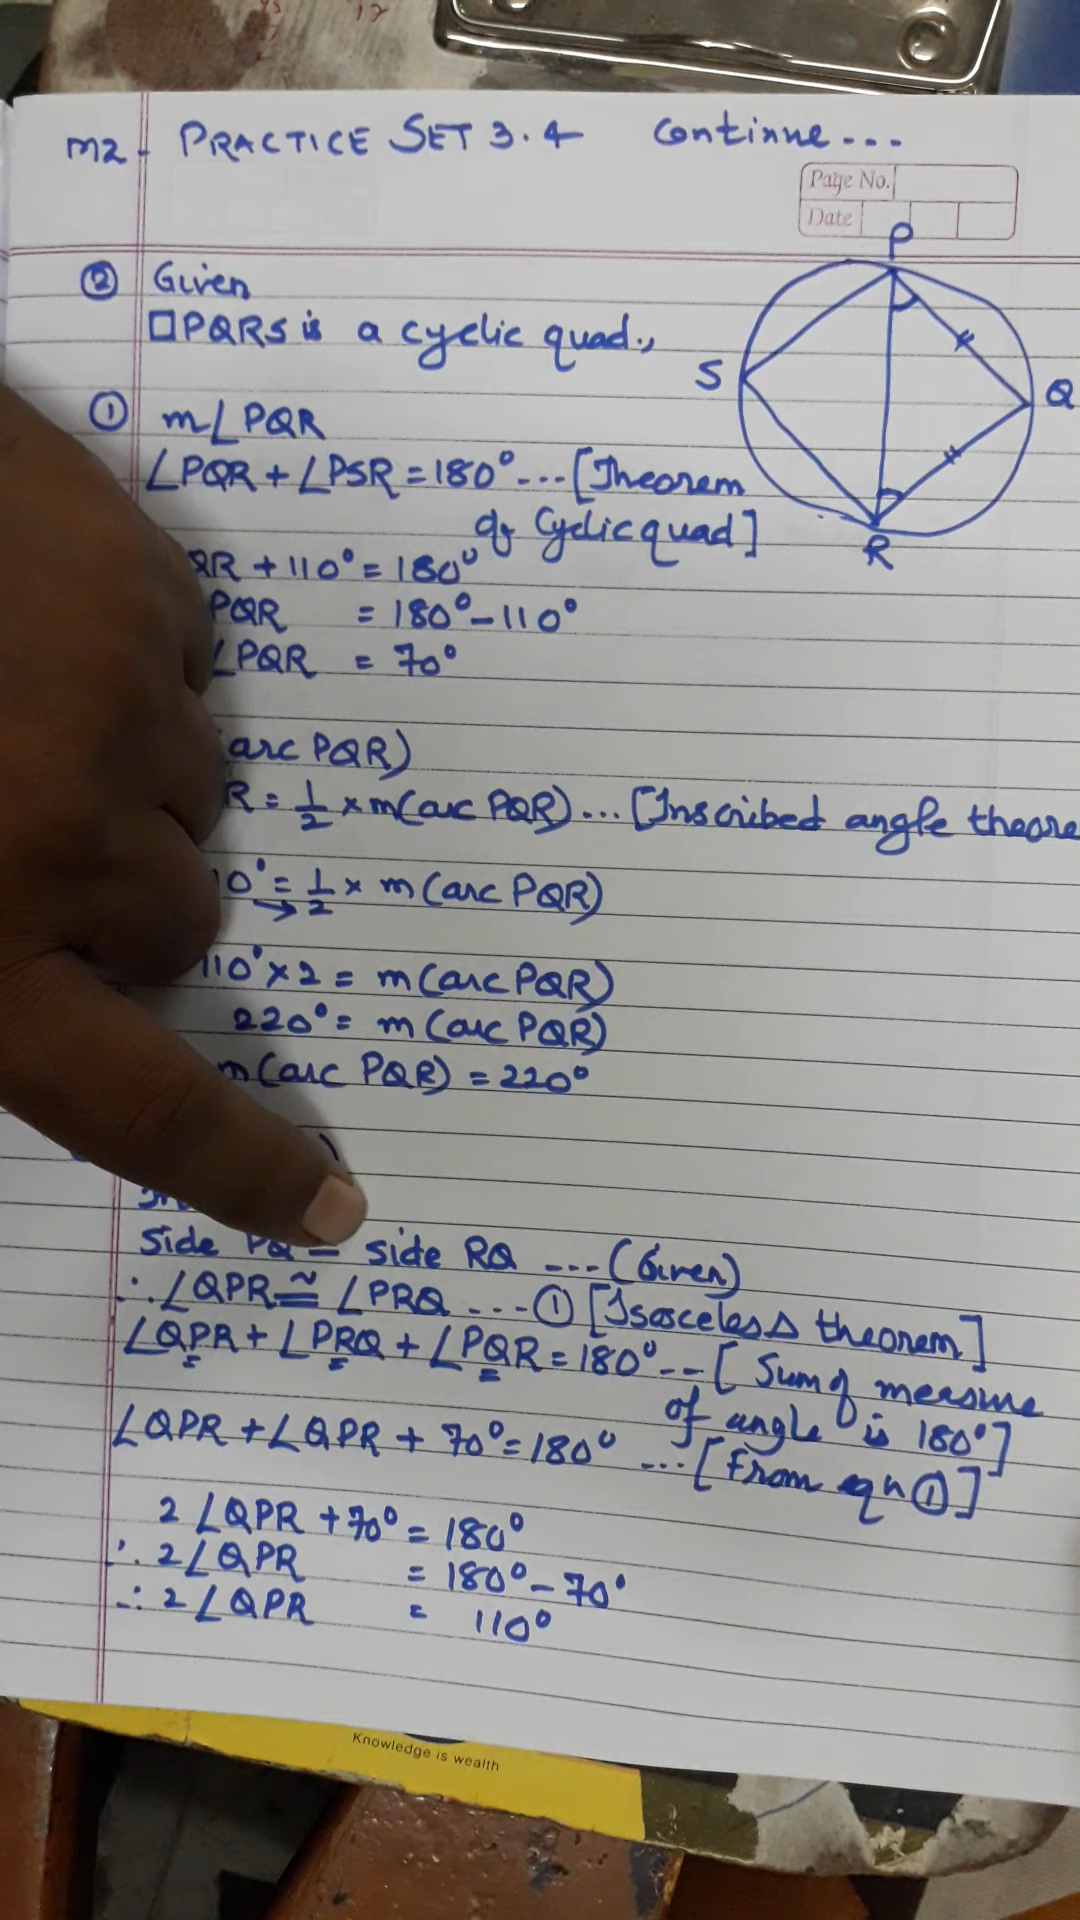 M2 - PRACTICE SET 3.4 Continue...
Page No.
Date
P
② Given
□PQRS is a cyclic quad.,
S
Q
① m∠PQR
∠PQR + ∠PSR = 180° ... [Theorem
of Cyclic quad]
R
QR + 110° = 180°
PQR = 180° - 110°
∠PQR = 70°
arc PQR)
R = 1/2 × m(arc PQR) ... [Inscribed angle theore
10° = 1/2 × m(arc PQR)
110° × 2 = m(arc PQR)
220° = m(arc PQR)
m(arc PQR) = 220°
side PQ = side RQ ... (Given)
∴ ∠QPR ≅ ∠PRQ ... ① [Isosceles Δ theorem]
∠QPR + ∠PRQ + ∠PQR = 180° -- [Sum of measure
of angle is 180°]
∠QPR + ∠QPR + 70° = 180° ... [From eqn ①]
2∠QPR + 70° = 180°
∴ 2∠QPR = 180° - 70°
∴ 2∠QPR = 110°
Knowledge is wealth